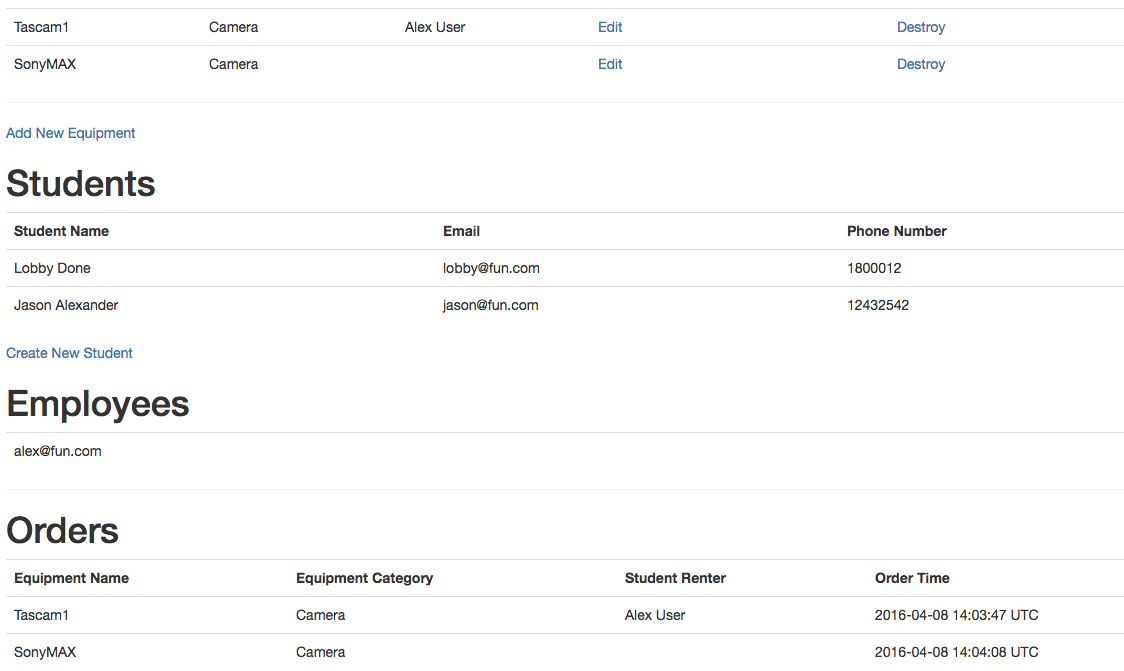 Tascam1 Camera Alex User Edit Destroy
SonyMAX Camera Edit Destroy
Add New Equipment
Students
Student Name Email Phone Number
Lobby Done lobby@fun.com 1800012
Jason Alexander jason@fun.com 12432542
Create New Student
Employees
alex@fun.com
Orders
Equipment Name Equipment Category Student Renter Order Time
Tascam1 Camera Alex User 2016-04-08 14:03:47 UTC
SonyMAX Camera 2016-04-08 14:04:08 UTC